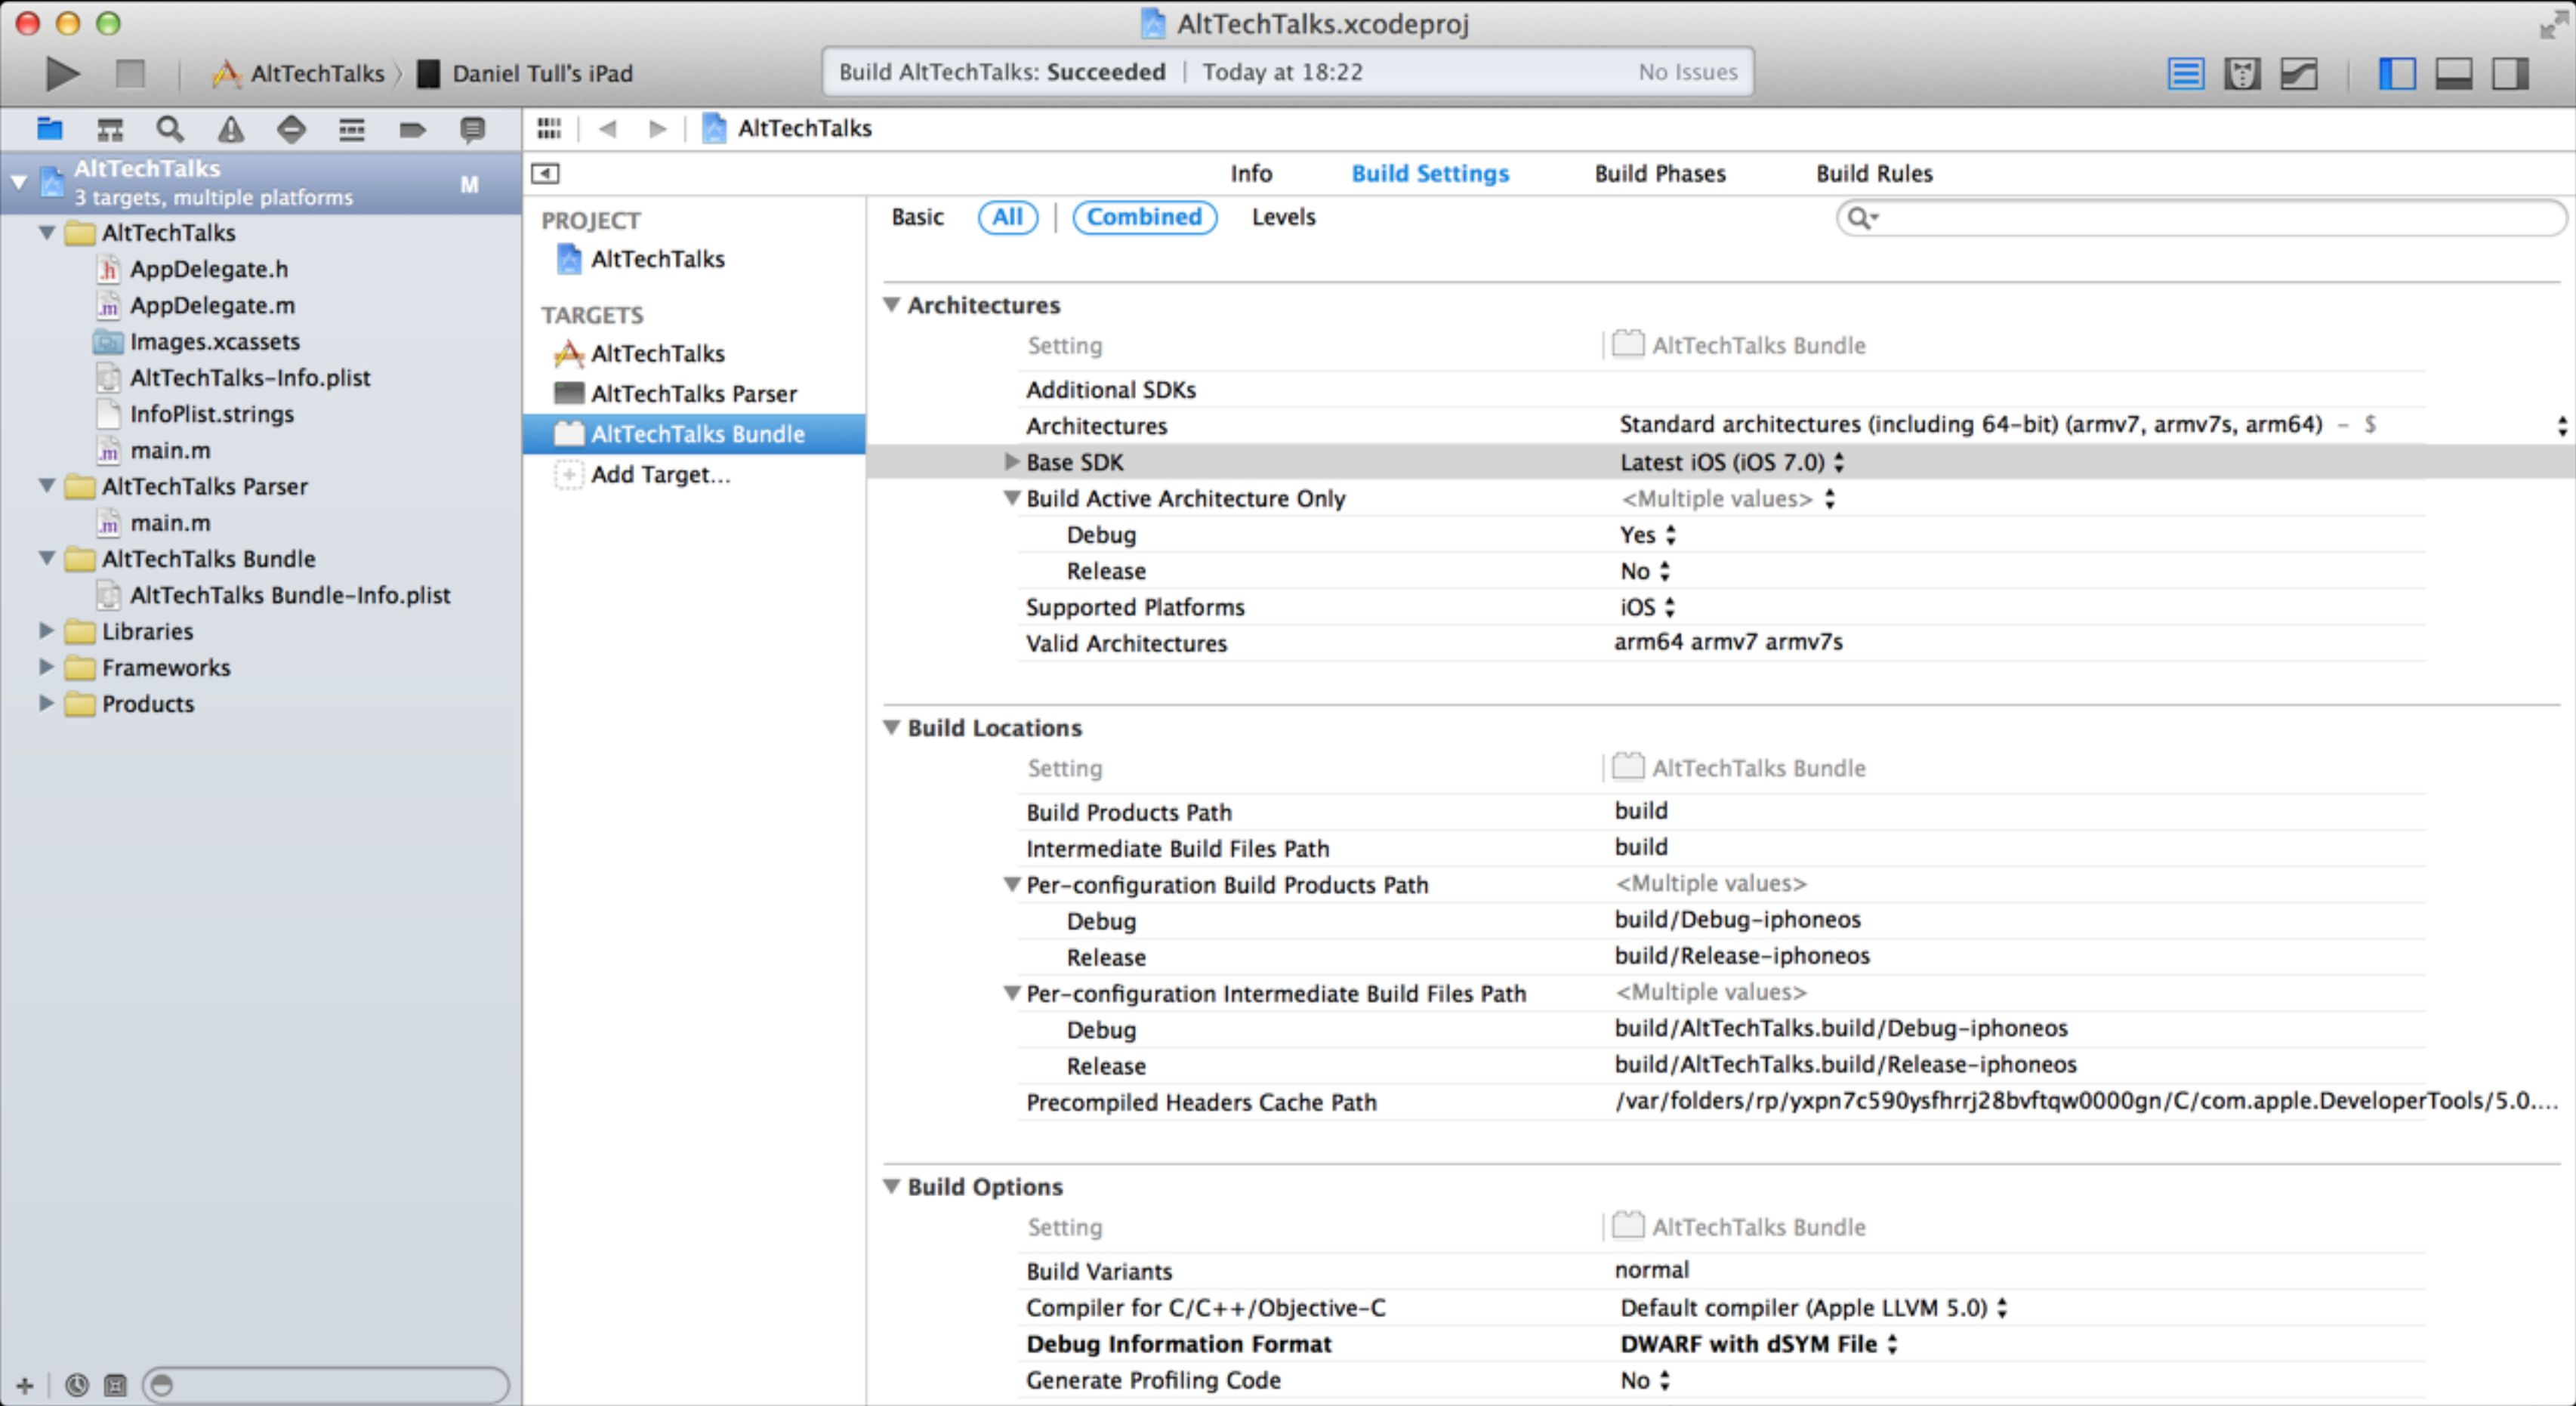 AltTechTalks.xcodeproj
AltTechTalks Daniel Tull's iPad
Build AltTechTalks: Succeeded | Today at 18:22 No Issues
AltTechTalks
3 targets, multiple platforms
M
AltTechTalks
AppDelegate.h
AppDelegate.m
Images.xcassets
AltTechTalks-Info.plist
InfoPlist.strings
main.m
AltTechTalks Parser
main.m
AltTechTalks Bundle
AltTechTalks Bundle-Info.plist
Libraries
Frameworks
Products
AltTechTalks
Info Build Settings Build Phases Build Rules
PROJECT
AltTechTalks
TARGETS
AltTechTalks
AltTechTalks Parser
AltTechTalks Bundle
Add Target...
Basic All | Combined Levels
Architectures
Setting AltTechTalks Bundle
Additional SDKs
Architectures Standard architectures (including 64-bit) (armv7, armv7s, arm64) – $
Base SDK Latest iOS (iOS 7.0)
Build Active Architecture Only <Multiple values>
Debug Yes
Release No
Supported Platforms iOS
Valid Architectures arm64 armv7 armv7s
Build Locations
Setting AltTechTalks Bundle
Build Products Path build
Intermediate Build Files Path build
Per-configuration Build Products Path <Multiple values>
Debug build/Debug-iphoneos
Release build/Release-iphoneos
Per-configuration Intermediate Build Files Path <Multiple values>
Debug build/AltTechTalks.build/Debug-iphoneos
Release build/AltTechTalks.build/Release-iphoneos
Precompiled Headers Cache Path /var/folders/rp/yxpn7c590ysfhrrj28bvftqw0000gn/C/com.apple.DeveloperTools/5.0....
Build Options
Setting AltTechTalks Bundle
Build Variants normal
Compiler for C/C++/Objective-C Default compiler (Apple LLVM 5.0)
Debug Information Format DWARF with dSYM File
Generate Profiling Code No